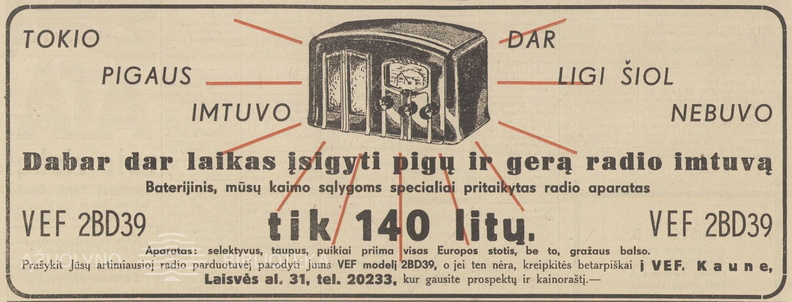 TOKIO DAR
PIGAUS LIGI ŠIOL
IMTUVO NEBUVO
Dabar dar laikas įsigyti pigų ir gerą radio imtuvą
Baterijinis, mūsų kaimo sąlygoms specialiai pritaikytas radio aparatas
VEF 2BD39 tik 140 litų. VEF 2BD39
Aparatas: selektyvus, taupus, puikiai priima visas Europos stotis, be to, gražaus balso.
Prašykit Jūsų artimiausioj radio parduotuvėj parodyti jums VEF modelį 2BD39, o jei ten nėra, kreipkitės betarpiškai į VEF, Kaune,
Laisvės al. 31, tel. 20233, kur gausite prospektų ir kainoraštį.—